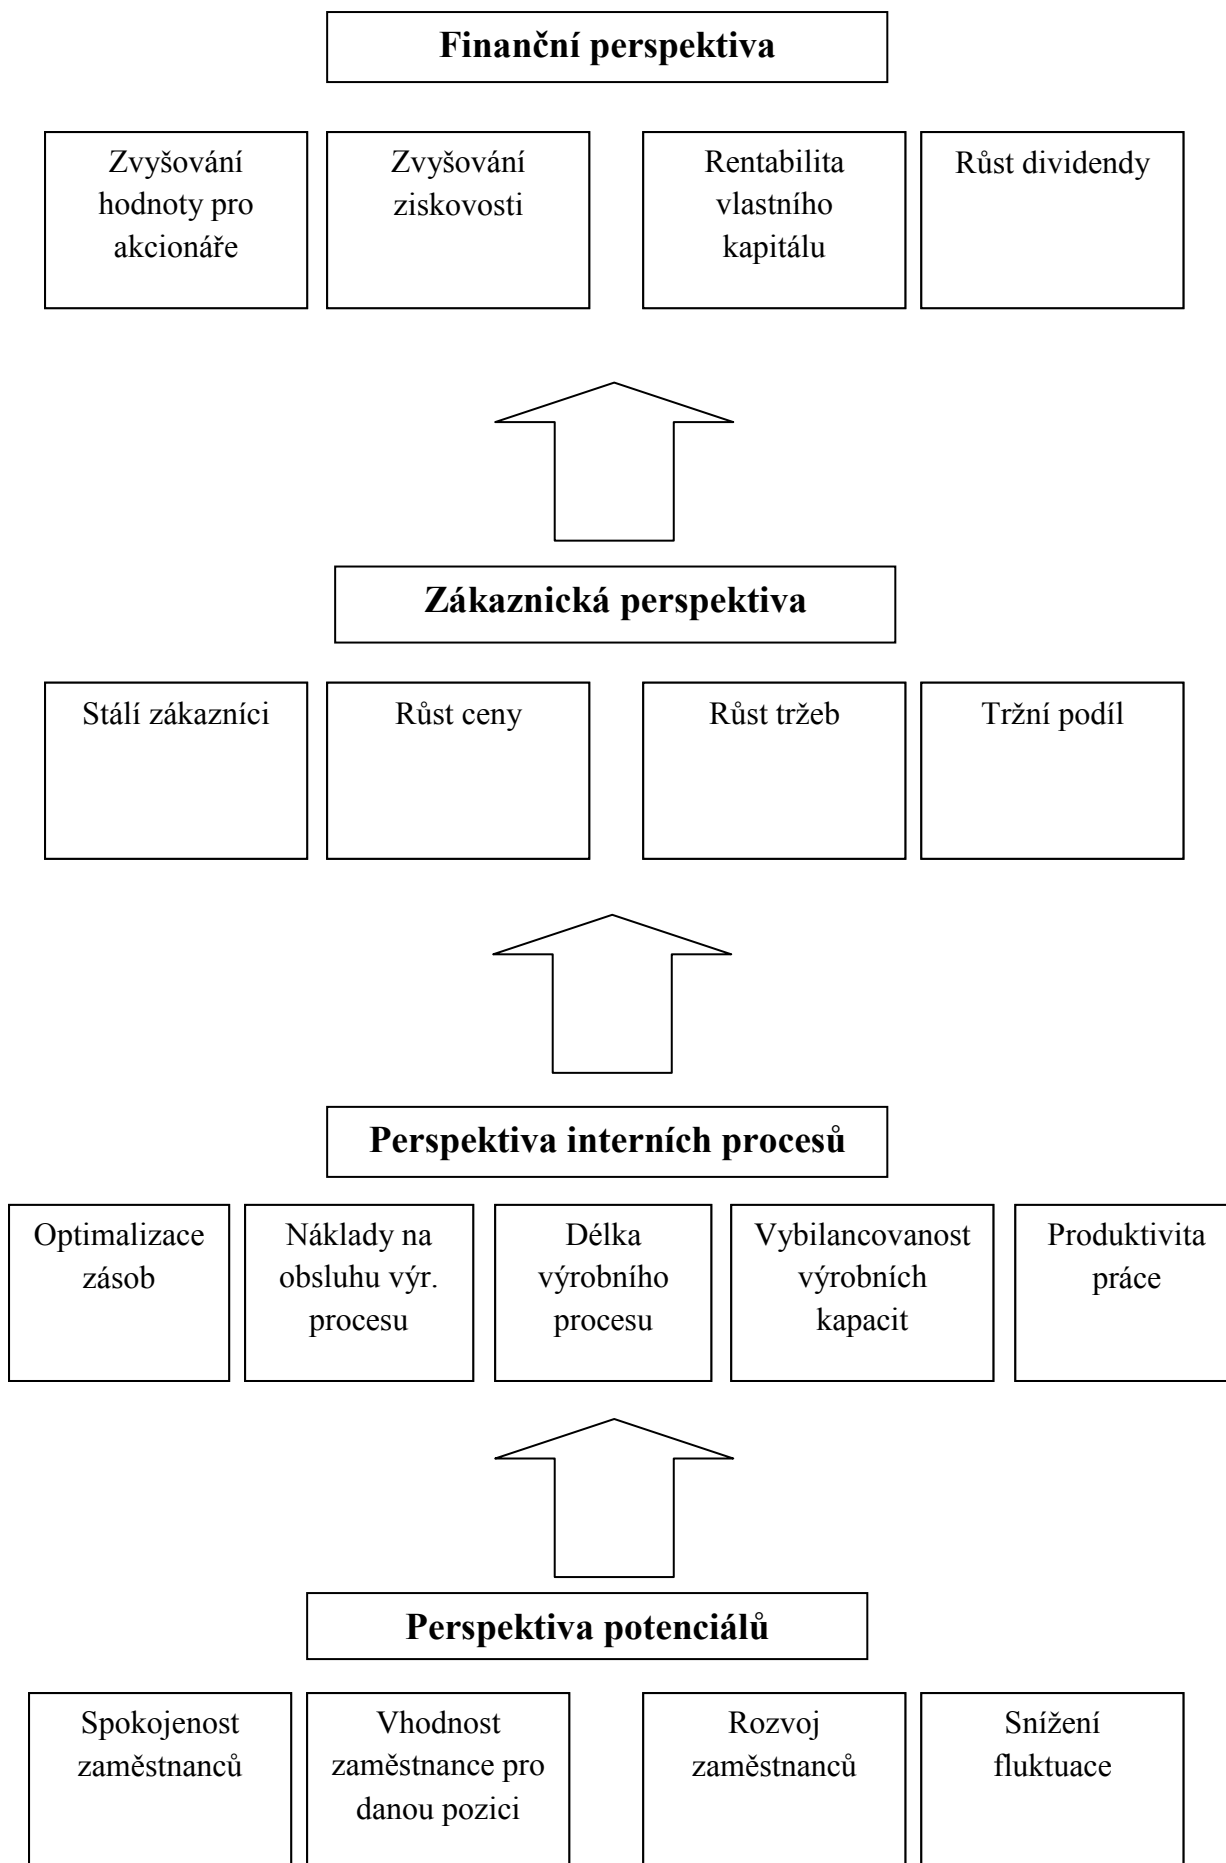 Finanční perspektiva
Zvyšování
hodnoty pro
akcionáře
Zvyšování
ziskovosti
Rentabilita
vlastního
kapitálu
Růst dividendy
Zákaznická perspektiva
Stálí zákazníci
Růst ceny
Růst tržeb
Tržní podíl
Perspektiva interních procesů
Optimalizace
zásob
Náklady na
obsluhu výr.
procesu
Délka
výrobního
procesu
Vybilancovanost
výrobních
kapacit
Produktivita
práce
Perspektiva potenciálů
Spokojenost
zaměstnanců
Vhodnost
zaměstnance pro
danou pozici
Rozvoj
zaměstnanců
Snížení
fluktuace